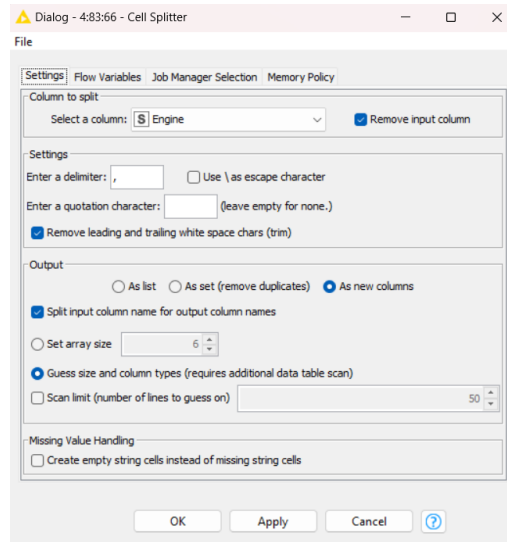 Dialog - 4:83:66 - Cell Splitter
File
Settings Flow Variables Job Manager Selection Memory Policy
Column to split
Select a column: S Engine Remove input column
Settings
Enter a delimiter: , Use \ as escape character
Enter a quotation character: (leave empty for none.)
Remove leading and trailing white space chars (trim)
Output
As list As set (remove duplicates) As new columns
Split input column name for output column names
Set array size 6
Guess size and column types (requires additional data table scan)
Scan limit (number of lines to guess on) 50
Missing Value Handling
Create empty string cells instead of missing string cells
OK Apply Cancel ?